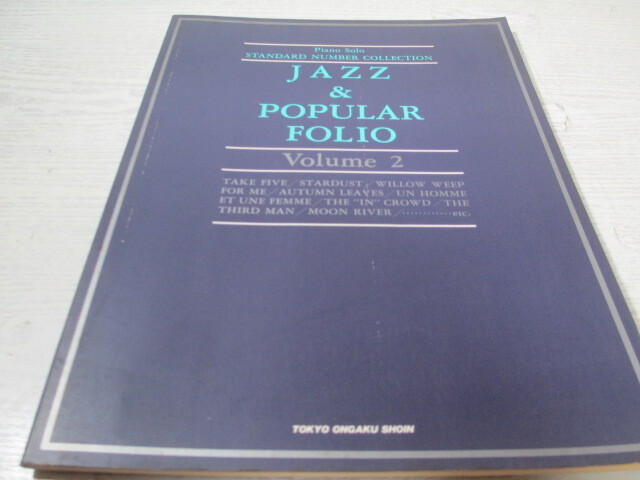 Piano Solo
STANDARD NUMBER COLLECTION
JAZZ
&
POPULAR
FOLIO
Volume 2
TAKE FIVE/STARDUST/WILLOW WEEP
FOR ME/AUTUMN LEAVES/UN HOMME
ET UNE FEMME/THE "IN" CROWD/THE
THIRD MAN/MOON RIVER/············etc.
TOKYO ONGAKU SHOIN